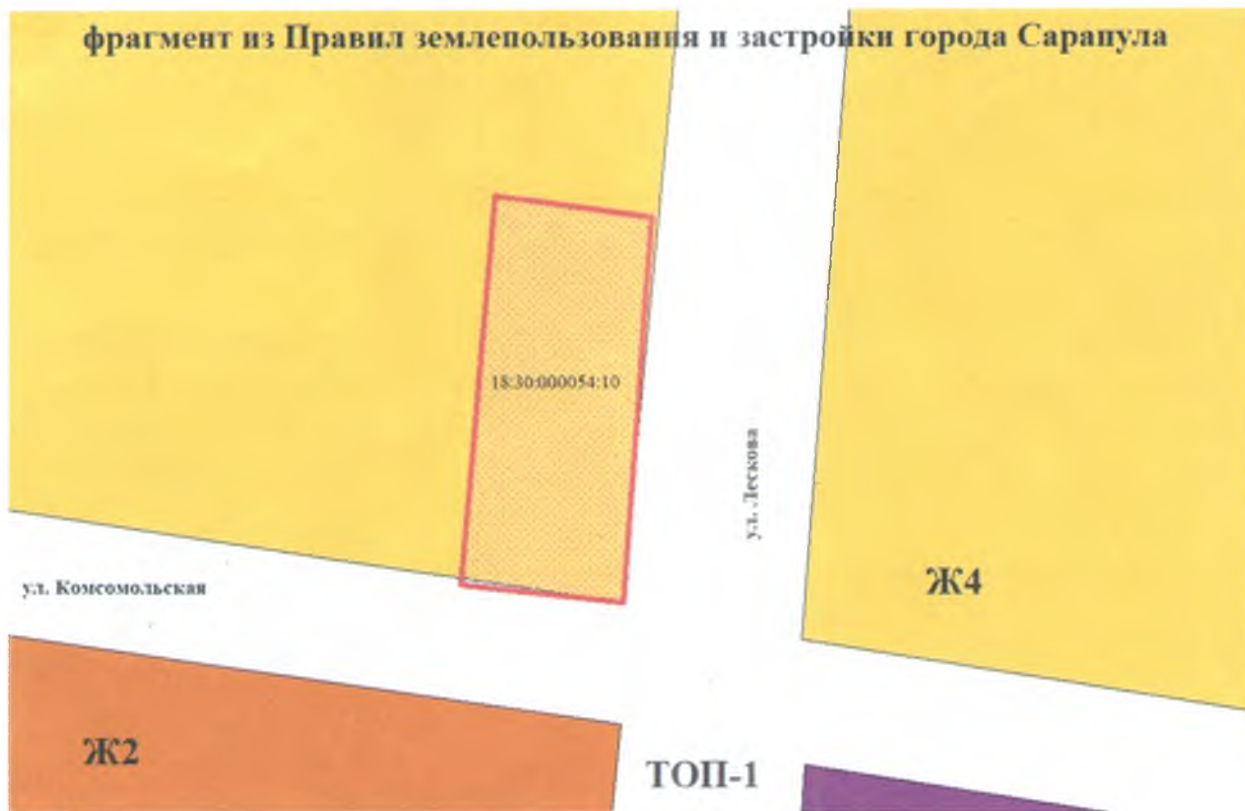 фрагмент из Правил землепользования и застройки города Сарапула
18:30:000054:10
ул. Лескова
Ж4
ул. Комсомольская
Ж2
ТОП-1